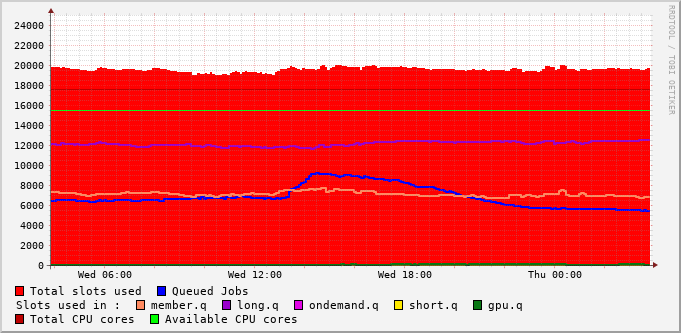 24000
22000
20000
18000
16000
14000
12000
10000
8000
6000
4000
2000
0
Wed 06:00 Wed 12:00 Wed 18:00 Thu 00:00
Total slots used Queued Jobs
Slots used in : member.q long.q ondemand.q short.q gpu.q
Total CPU cores Available CPU cores
RRDTOOL / TOBI OETIKER